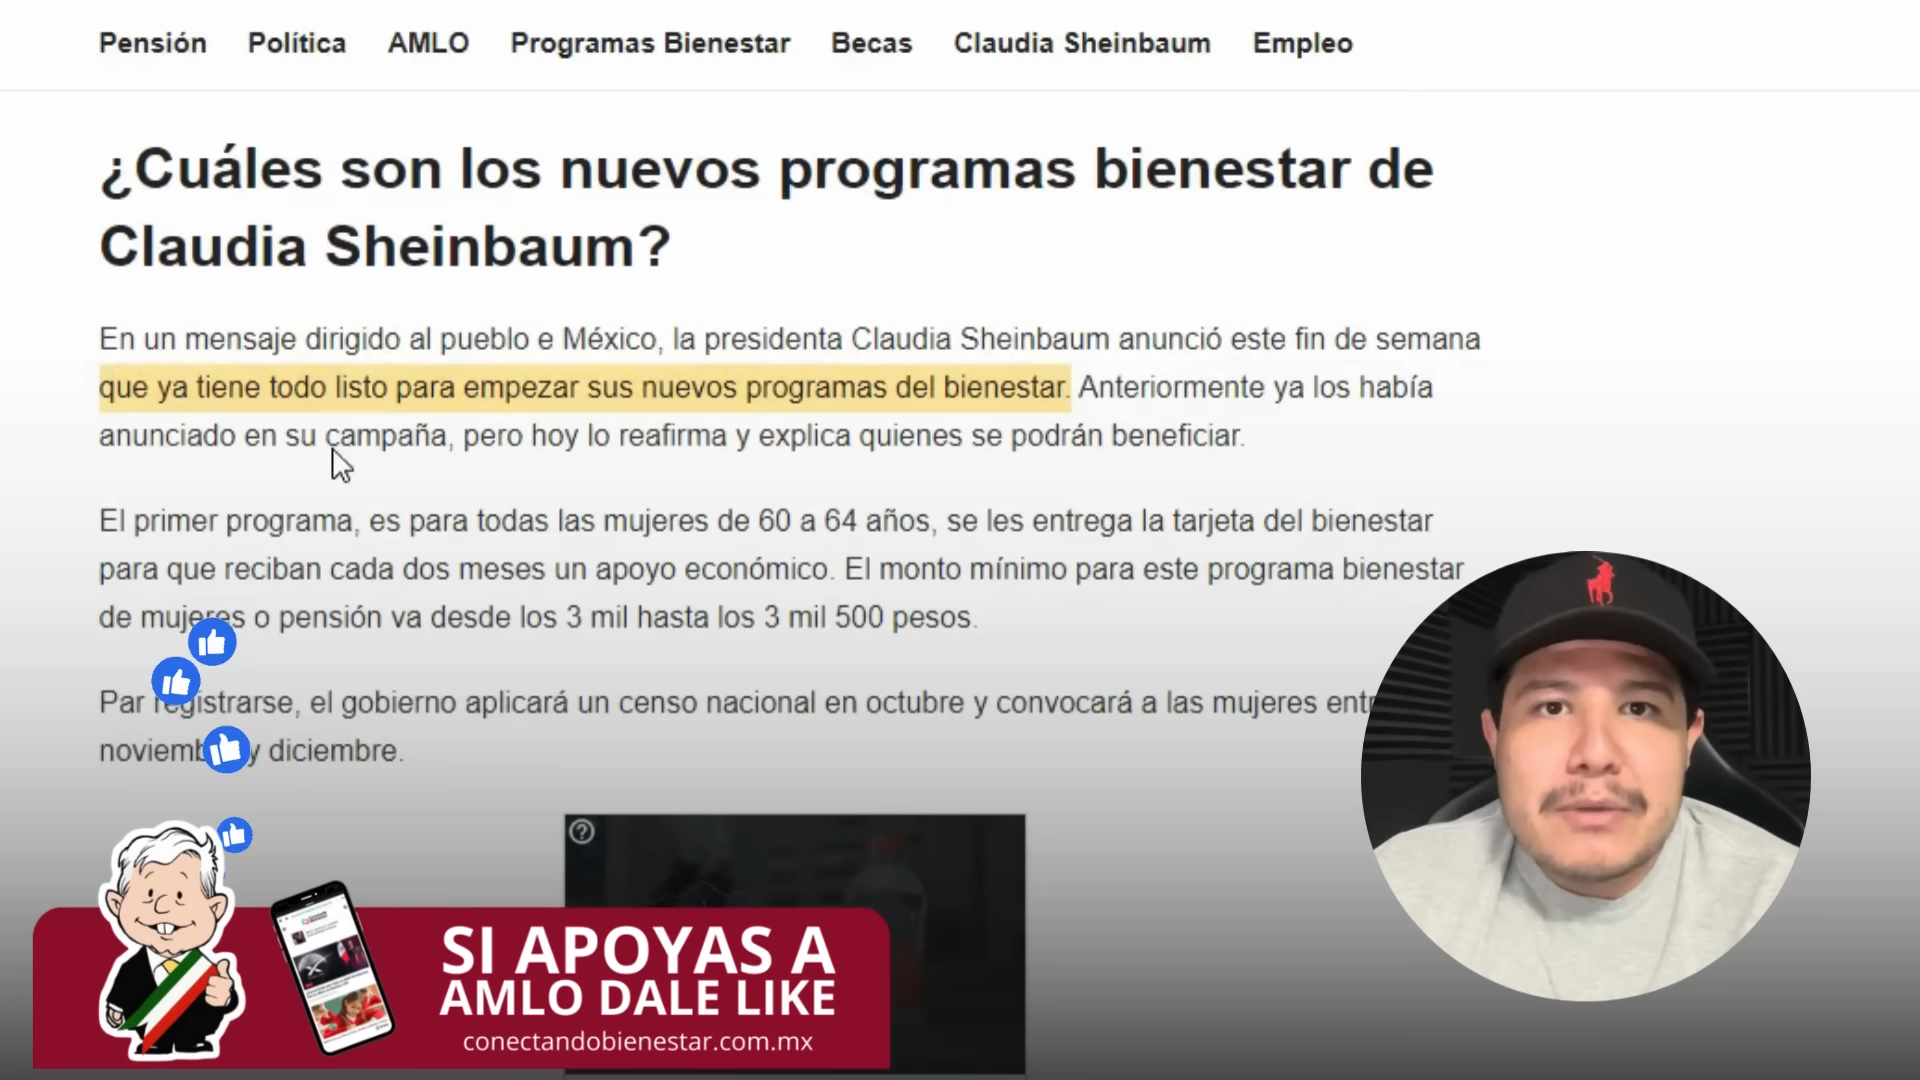 Pensión Política AMLO Programas Bienestar Becas Claudia Sheinbaum Empleo
¿Cuáles son los nuevos programas bienestar de
Claudia Sheinbaum?
En un mensaje dirigido al pueblo e México, la presidenta Claudia Sheinbaum anunció este fin de semana
que ya tiene todo listo para empezar sus nuevos programas del bienestar. Anteriormente ya los había
anunciado en su campaña, pero hoy lo reafirma y explica quienes se podrán beneficiar.
El primer programa, es para todas las mujeres de 60 a 64 años, se les entrega la tarjeta del bienestar
para que reciban cada dos meses un apoyo económico. El monto mínimo para este programa bienestar
de mujeres o pensión va desde los 3 mil hasta los 3 mil 500 pesos.
Par registrarse, el gobierno aplicará un censo nacional en octubre y convocará a las mujeres entr
noviemb y diciembre.
SI APOYAS A
AMLO DALE LIKE
conectandobienestar.com.mx